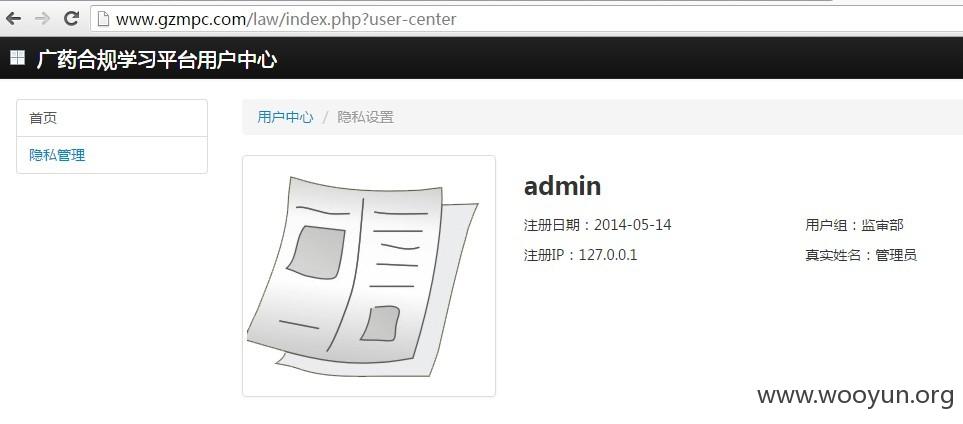 www.gzmpc.com/law/index.php?user-center
广药合规学习平台用户中心
首页
隐私管理
用户中心 / 隐私设置
admin
注册日期：2014-05-14
用户组：监审部
注册IP：127.0.0.1
真实姓名：管理员
www.wooyun.org